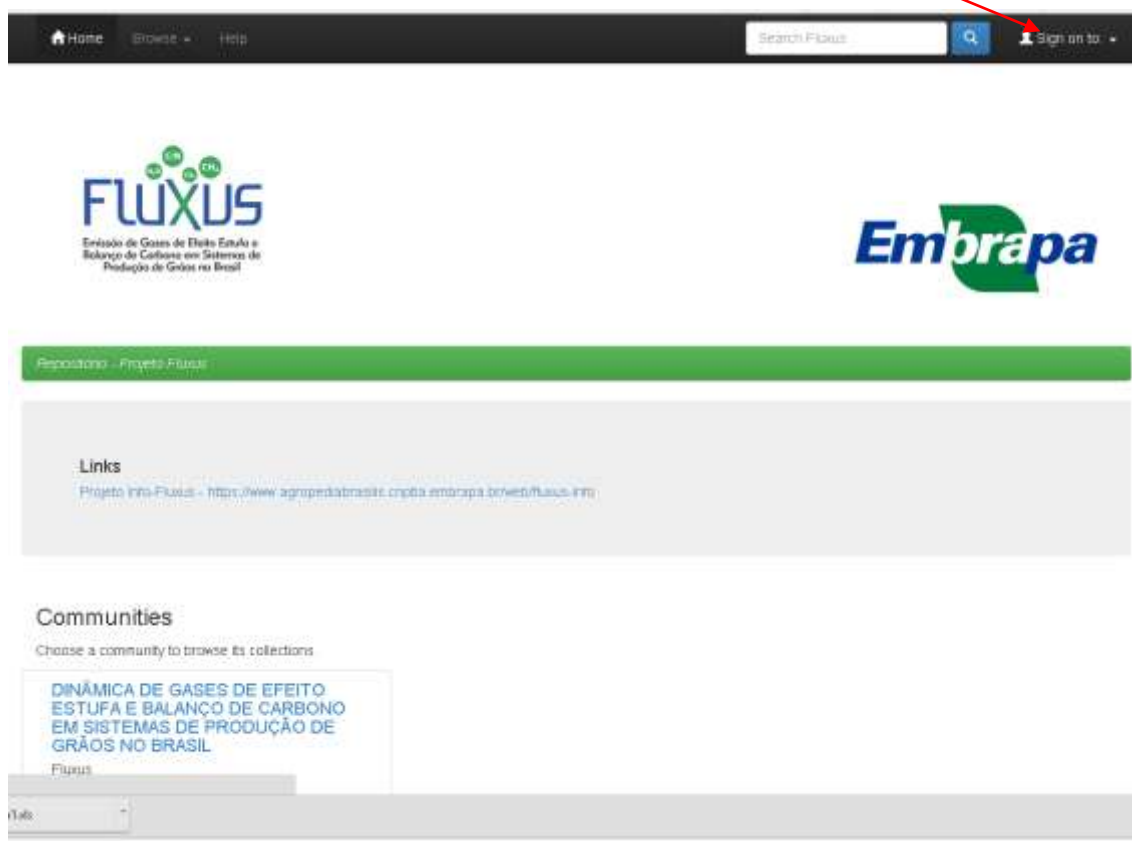 Home Browse Help Search Fluxus Sign on to:
CH₄
FLUXUS
Emissão de Gases de Efeito Estufa e
Balanço de Carbono em Sistemas de
Produção de Grãos no Brasil
Embrapa
Repositório - Projeto Fluxus
Links
Projeto Info-Fluxus - https://www.agropediabrasilis.cnptia.embrapa.br/web/fluxus-info
Communities
Choose a community to browse its collections
DINÂMICA DE GASES DE EFEITO
ESTUFA E BALANÇO DE CARBONO
EM SISTEMAS DE PRODUÇÃO DE
GRÃOS NO BRASIL
Fluxus